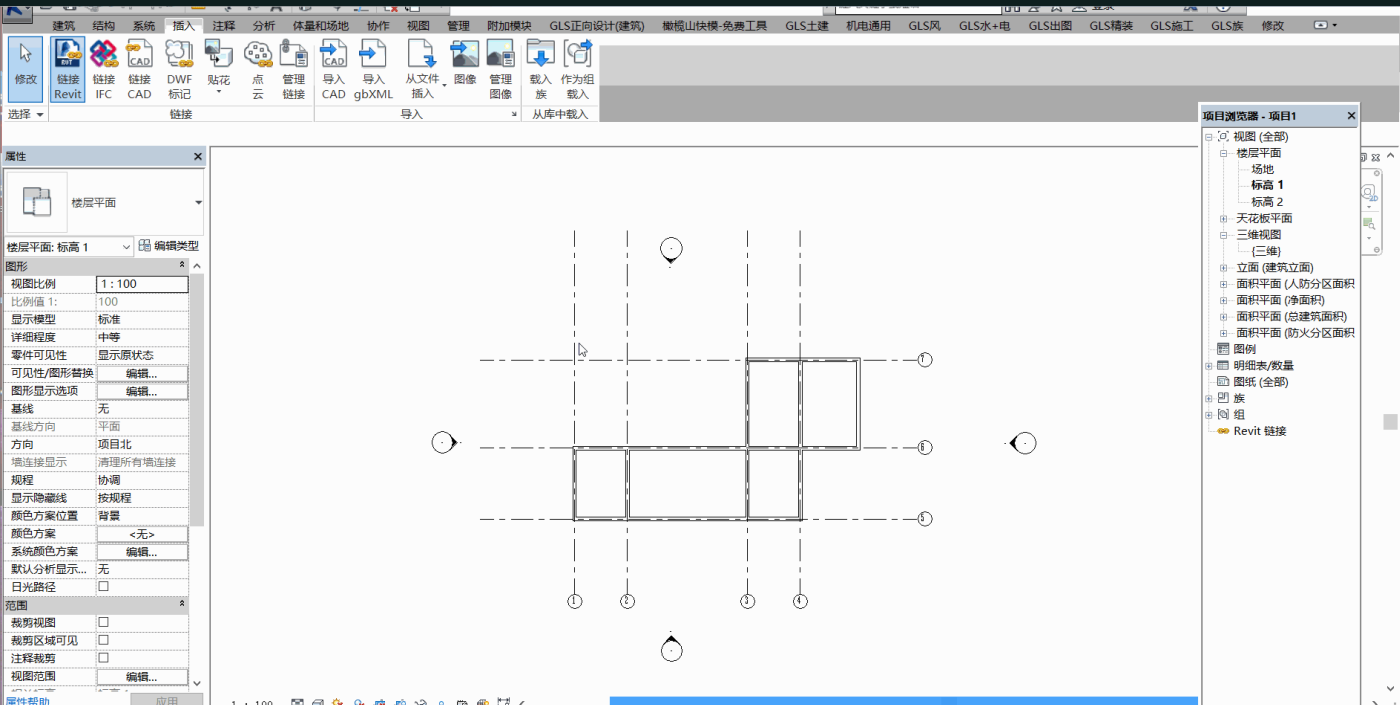 建筑 结构 系统 插入 注释 分析 体量和场地 协作 视图 管理 附加模块 GLS正向设计(建筑) 橄榄山快模-免费工具 GLS土建 机电通用 GLS风 GLS水+电 GLS出图 GLS精装 GLS施工 GLS族 修改
修改
链接 Revit
链接 IFC
链接 CAD
DWF 标记
贴花
点 云
管理 链接
导入 CAD
导入 gbXML
从文件 插入
图像
管理 图像
载入 族
作为组 载入
选择 链接 导入 从库中载入
属性
楼层平面
楼层平面: 标高 1 编辑类型
图形
视图比例 1 : 100
比例值 1: 100
显示模型 标准
详细程度 中等
零件可见性 显示原状态
可见性/图形替换 编辑...
图形显示选项 编辑...
基线 无
基线方向 平面
方向 项目北
墙连接显示 清理所有墙连接
规程 协调
显示隐藏线 按规程
颜色方案位置 背景
颜色方案 <无>
系统颜色方案 编辑...
默认分析显示... 无
日光路径
范围
裁剪视图
裁剪区域可见
注释裁剪
视图范围 编辑...
属性帮助 应用
7
6
5
1 2 3 4
1 : 100
项目浏览器 - 项目1
视图 (全部)
楼层平面
场地
标高 1
标高 2
天花板平面
三维视图
{三维}
立面 (建筑立面)
面积平面 (人防分区面积
面积平面 (净面积)
面积平面 (总建筑面积)
面积平面 (防火分区面积
图例
明细表/数量
图纸 (全部)
族
组
Revit 链接
2D